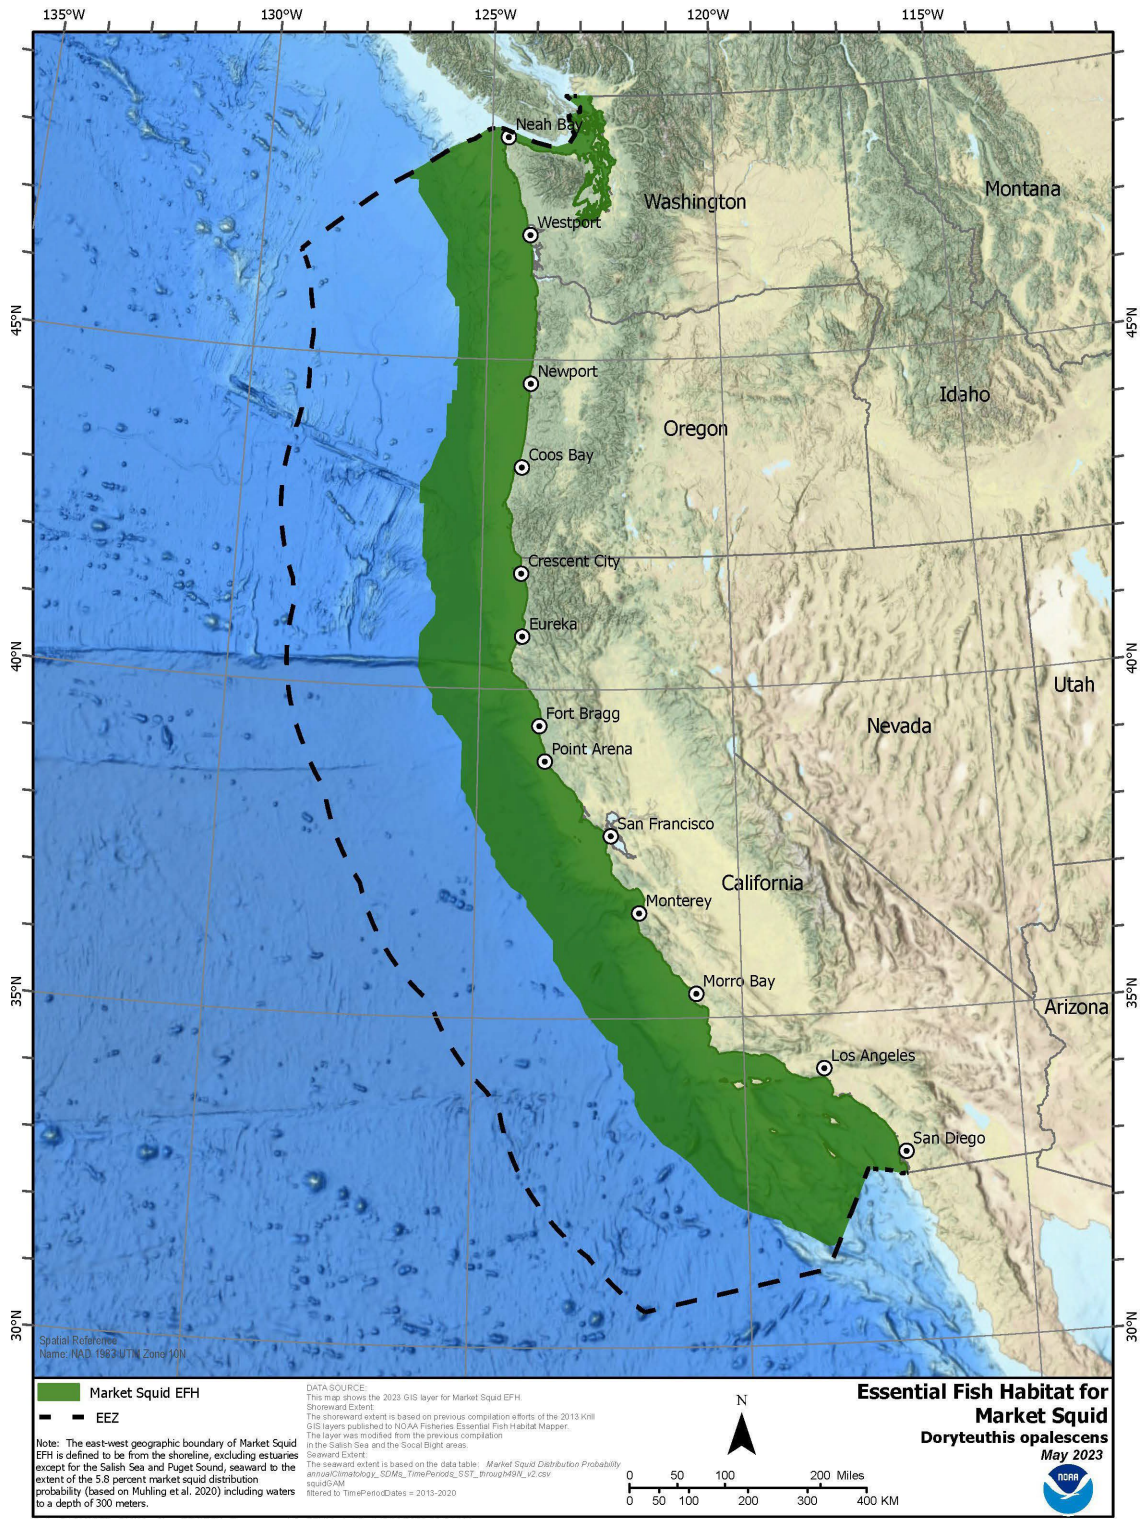 135°W 130°W 125°W 120°W 115°W
Neah Bay
Montana
Washington
Westport
45°N
45°N
Newport
Idaho
Oregon
Coos Bay
Crescent City
Eureka
40°N
40°N
Utah
Fort Bragg
Nevada
Point Arena
San Francisco
California
Monterey
Morro Bay
35°N
35°N
Arizona
Los Angeles
San Diego
30°N
30°N
Spatial Reference
Name: NAD 1983 UTM Zone 10N
Market Squid EFH
EEZ
Note: The east-west geographic boundary of Market Squid
EFH is defined to be from the shoreline, excluding estuaries
except for the Salish Sea and Puget Sound, seaward to the
extent of the 5.8 percent market squid distribution
probability (based on Muhling et al. 2020) including waters
to a depth of 300 meters.
DATA SOURCE:
This map shows the 2023 GIS layer for Market Squid EFH.
Shoreward Extent:
The shoreward extent is based on previous compilation efforts of the 2013 Krill
GIS layers published to NOAA Fisheries Essential Fish Habitat Mapper.
The layer was modified from the previous compilation
in the Salish Sea and the Socal Bight areas.
Seaward Extent:
The seaward extent is based on the data table: Market Squid Distribution Probability
annualClimatology_SDMs_TimePeriods_SST_through49N_v2.csv
squidGAM
filtered to TimePeriodDates = 2013-2020
N
0 50 100 200 Miles
0 50 100 200 300 400 KM
Essential Fish Habitat for
Market Squid
Doryteuthis opalescens
May 2023
NOAA